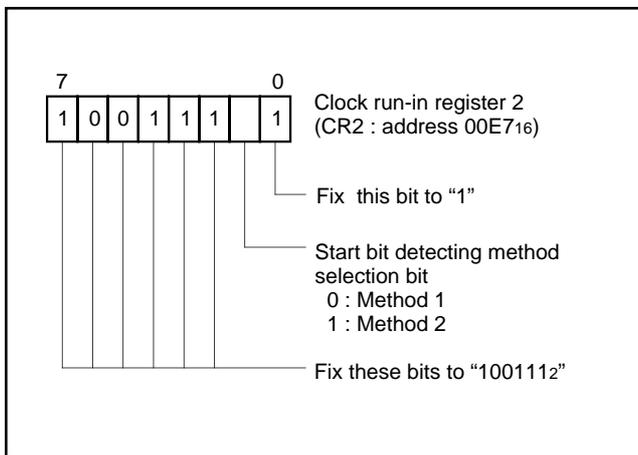 7 0
1 0 0 1 1 1 1
Clock run-in register 2
(CR2 : address 00E716)
Fix this bit to “1”
Start bit detecting method
selection bit
0 : Method 1
1 : Method 2
Fix these bits to “1001112”